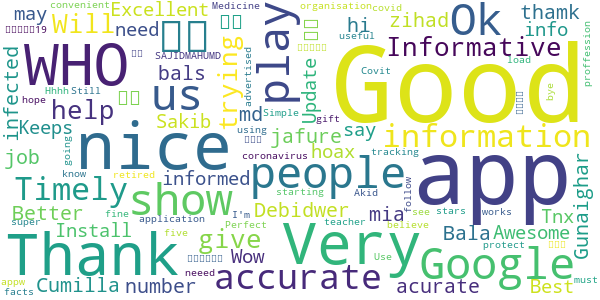 convenient
organisation
covid
Medicine
may
Will
Excellent
zihad
thamk
Ok
hi
need
info
useful
WHO
play
Good
SAJIDMAHUMD
Informative
infected
trying
Hhhh
Still
bals
advertised
Update
Covit
load
bye
proffession
help
us
md
hope
Sakib
Simple
gift
Keeps
information
jafure
say
job
nice
informed
using
hoax
coronavirus
tracking
going
people
app
Gunaighar
know
retired
Akid
Timely
show
starting
follow
Tnx
super
fine
I'm
Debidwer
mia
see
stars
works
Better
application
teacher
Bala
Awesome
Install
Perfect
five
believe
Thank
give
Very
Google
protect
Wow
Use
Cumilla
number
accurate
acurate
Best
must
appw
facts
neeed